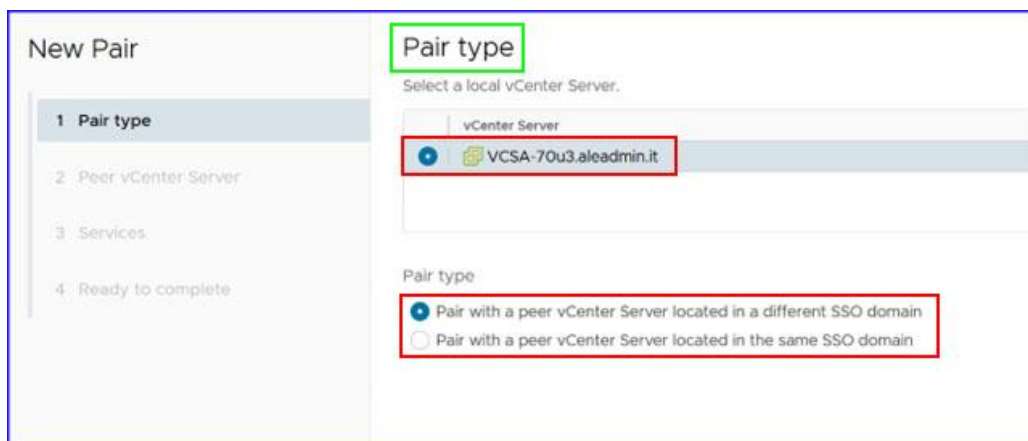 New Pair
1 Pair type
2 Peer vCenter Server
3 Services
4 Ready to complete
Pair type
Select a local vCenter Server.
vCenter Server
VCSA-70u3.aleadmin.it
Pair type
Pair with a peer vCenter Server located in a different SSO domain
Pair with a peer vCenter Server located in the same SSO domain